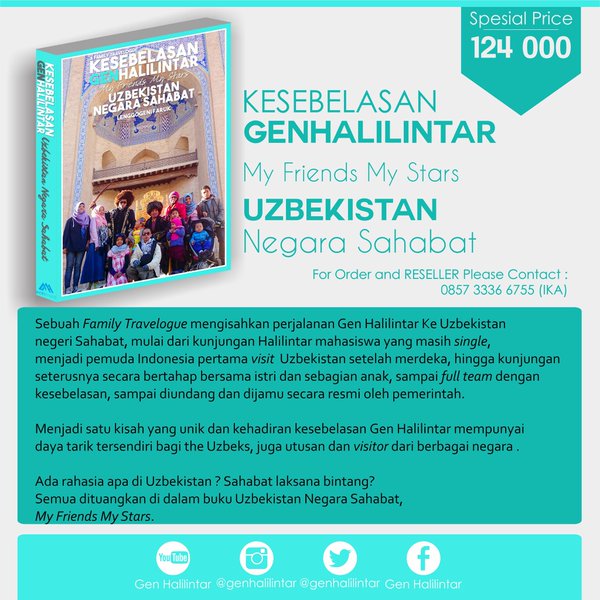 Spesial Price
124 000
A FAMILY TRAVELOGUE
KESEBELASAN
GENHALILINTAR
My Friends My Stars
UZBEKISTAN
NEGARA SAHABAT
LENGGOGENI FARUK
KESEBELASAN
GENHALILINTAR
Uzbekistan Negara Sahabat
KESEBELASAN
GENHALILINTAR
My Friends My Stars
UZBEKISTAN
Negara Sahabat
For Order and RESELLER Please Contact :
0857 3336 6755 (IKA)
Sebuah Family Travelogue mengisahkan perjalanan Gen Halilintar Ke Uzbekistan
negeri Sahabat, mulai dari kunjungan Halilintar mahasiswa yang masih single,
menjadi pemuda Indonesia pertama visit Uzbekistan setelah merdeka, hingga kunjungan
seterusnya secara bertahap bersama istri dan sebagian anak, sampai full team dengan
kesebelasan, sampai diundang dan dijamu secara resmi oleh pemerintah.
Menjadi satu kisah yang unik dan kehadiran kesebelasan Gen Halilintar mempunyai
daya tarik tersendiri bagi the Uzbeks, juga utusan dan visitor dari berbagai negara .
Ada rahasia apa di Uzbekistan ? Sahabat laksana bintang?
Semua dituangkan di dalam buku Uzbekistan Negara Sahabat,
My Friends My Stars.
YouTube
Gen Halilintar @genhalilintar @genhalilintar Gen Halilintar